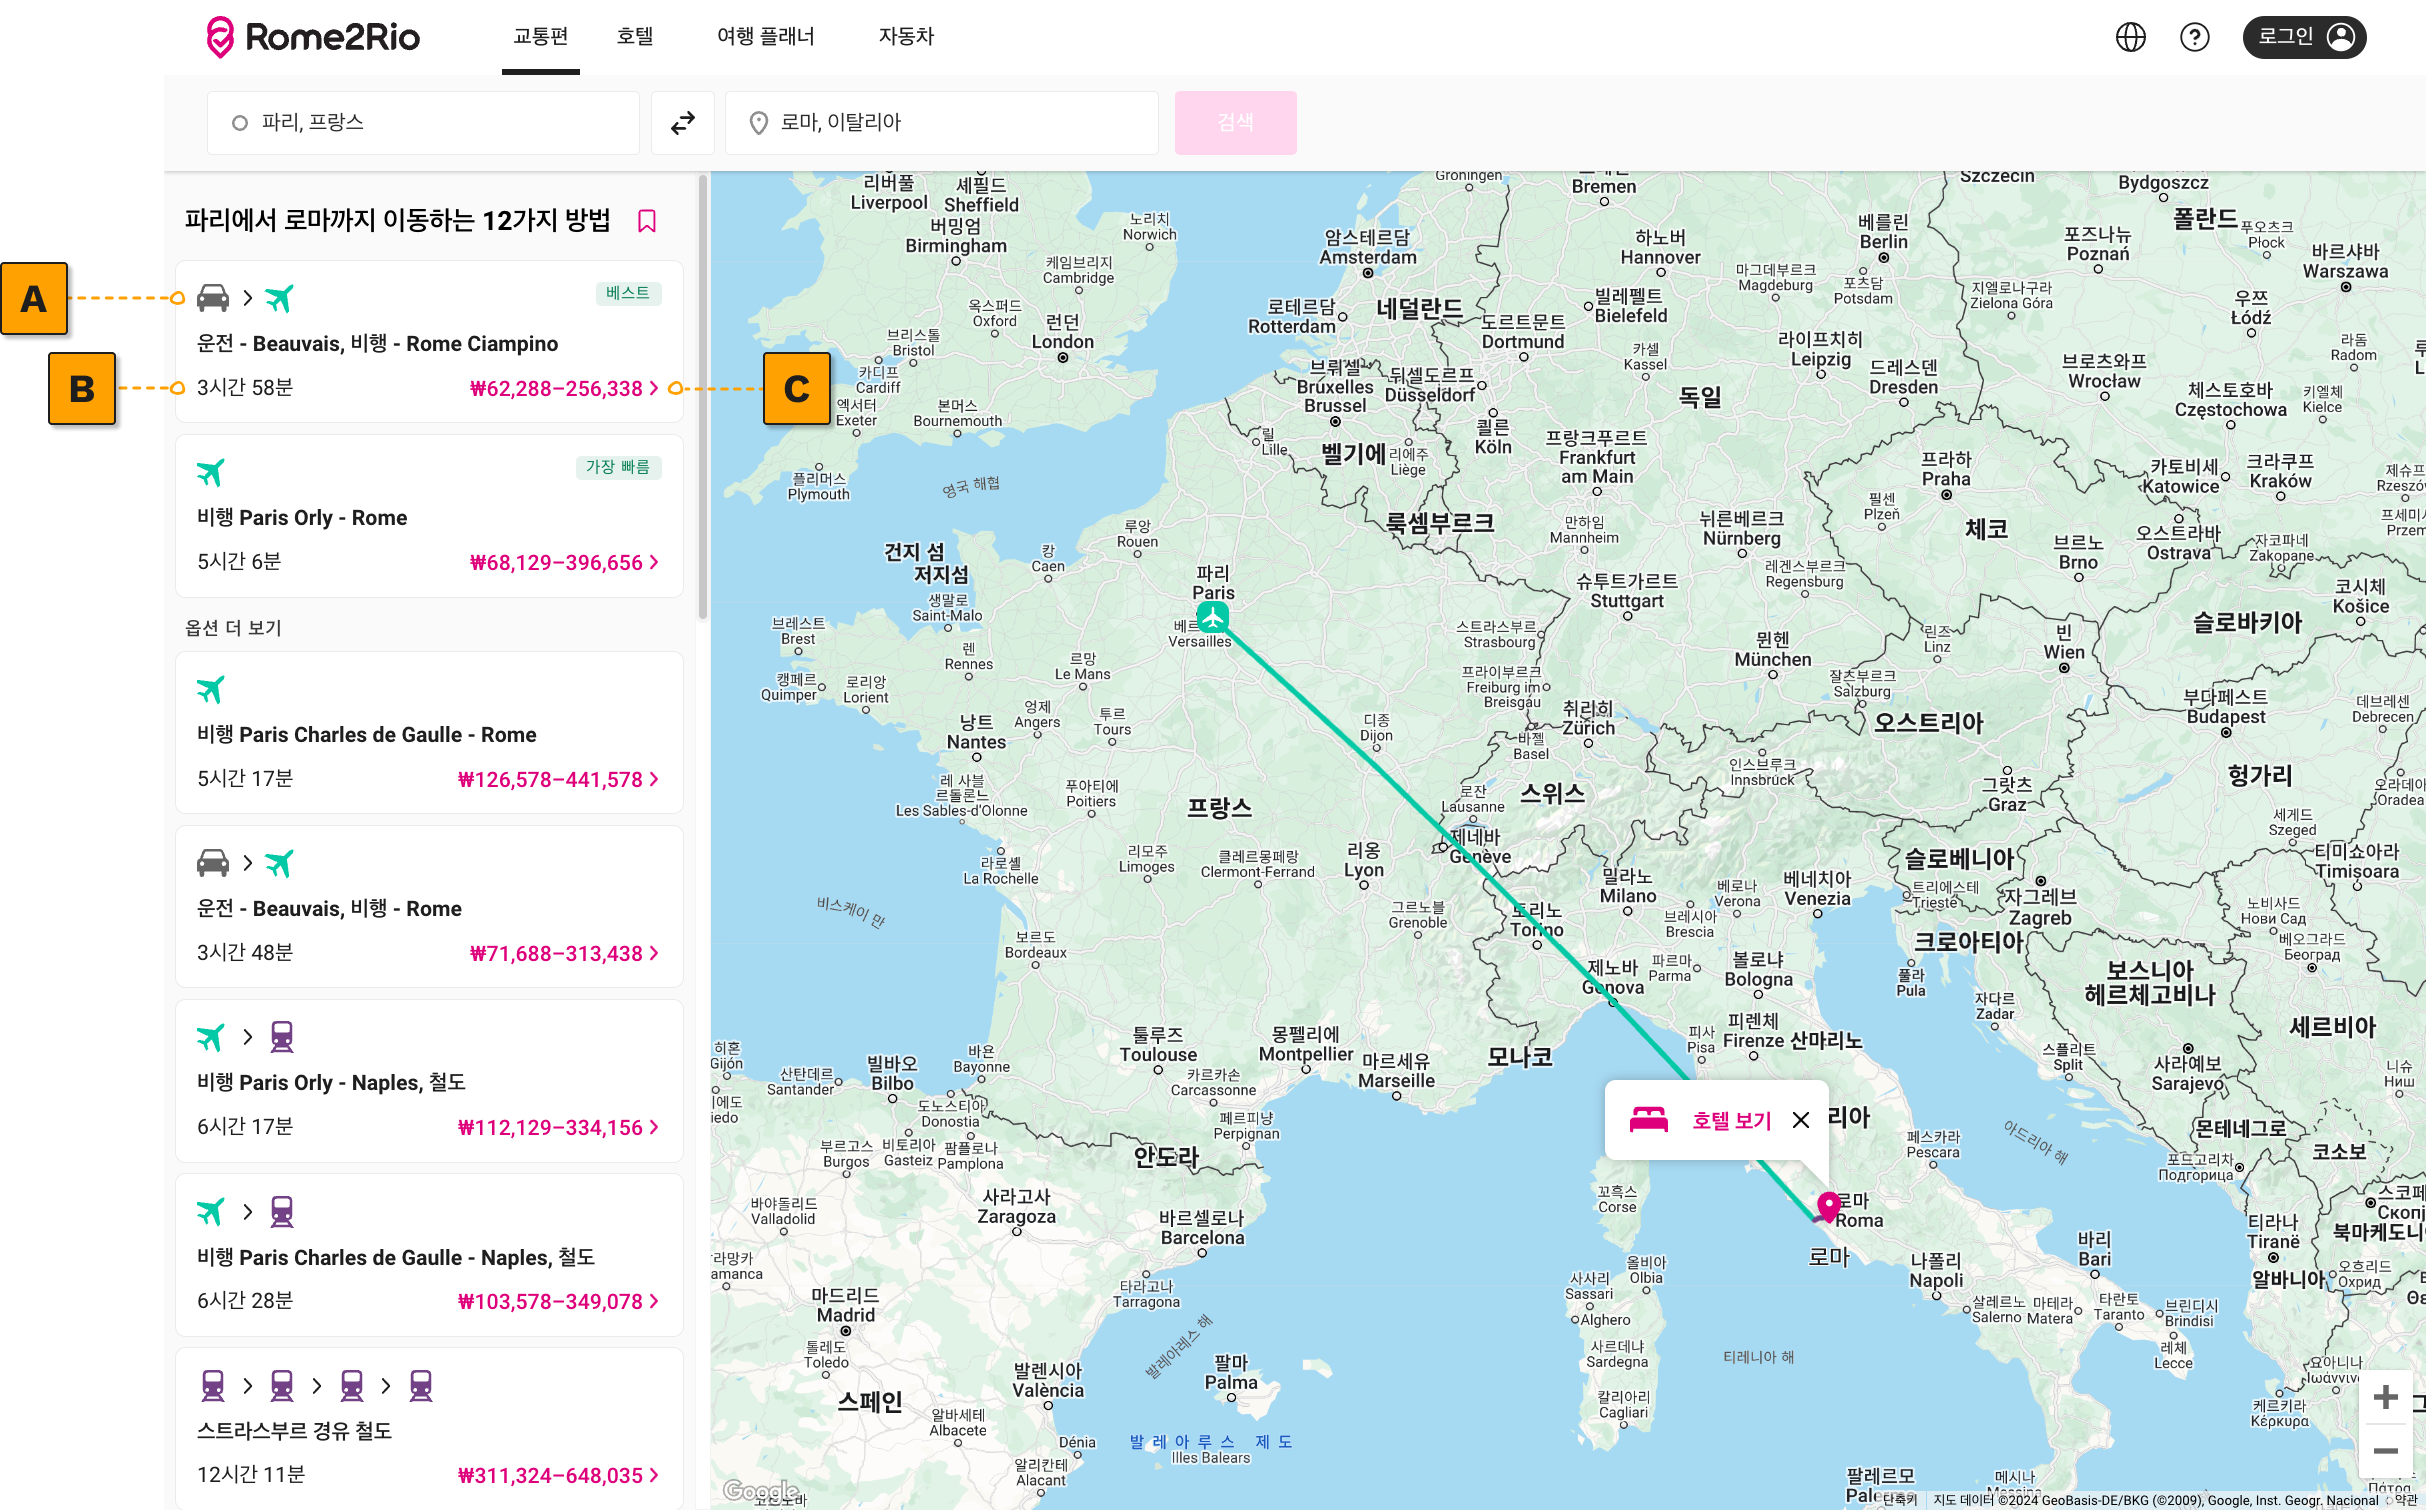 Rome2Rio
교통편
호텔
여행 플래너
자동차
로그인
파리, 프랑스
로마, 이탈리아
검색
파리에서 로마까지 이동하는 12가지 방법
A
베스트
운전 - Beauvais, 비행 - Rome Ciampino
B
3시간 58분
₩62,288–256,338
C
가장 빠름
비행 Paris Orly - Rome
5시간 6분
₩68,129–396,656
옵션 더 보기
비행 Paris Charles de Gaulle - Rome
5시간 17분
₩126,578–441,578
운전 - Beauvais, 비행 - Rome
3시간 48분
₩71,688–313,438
비행 Paris Orly - Naples, 철도
6시간 17분
₩112,129–334,156
비행 Paris Charles de Gaulle - Naples, 철도
6시간 28분
₩103,578–349,078
스트라스부르 경유 철도
12시간 11분
₩311,324–648,035
리버풀
Liverpool
셰필드
Sheffield
버밍엄
Birmingham
노리치
Norwich
케임브리지
Cambridge
옥스퍼드
Oxford
런던
London
브리스톨
Bristol
카디프
Cardiff
엑서터
Exeter
본머스
Bournemouth
플리머스
Plymouth
영국 해협
Groningen
Bremen
Szczecin
Bydgoszcz
폴란드
푸오츠크
Płock
암스테르담
Amsterdam
하노버
Hannover
베를린
Berlin
포즈나뉴
Poznań
바르샤바
Warszawa
마그데부르크
Magdeburg
포츠담
Potsdam
지엘로나구라
Zielona Góra
로테르담
Rotterdam
네덜란드
빌레펠트
Bielefeld
우쯔
Łódź
도르트문트
Dortmund
카셀
Kassel
라이프치히
Leipzig
드레스덴
Dresden
브로츠와프
Wrocław
라돔
Radom
브뤼셀
Bruxelles
Brussel
뒤셀도르프
Düsseldorf
독일
체스토호바
Częstochowa
키엘체
Kielce
릴
Lille
벨기에
리에주
Liège
쾰른
Köln
프랑크푸르트
Frankfurt
am Main
프라하
Praha
카토비세
Katowice
크라쿠프
Kraków
룩셈부르크
만하임
Mannheim
뉘른베르크
Nürnberg
필센
Plzeň
체코
오스트라바
Ostrava
자코파네
Zakopane
브르노
Brno
레겐스부르크
Regensburg
코시체
Košice
슈투트가르트
Stuttgart
슬로바키아
건지 섬
저지섬
루앙
Rouen
캉
Caen
파리
Paris
Versailles
생말로
Saint-Malo
브레스트
Brest
렌
Rennes
르망
Le Mans
캥페르
Quimper
로리앙
Lorient
스트라스부르
Strasbourg
프라이부르크
Freiburg im
Breisgau
뮌헨
München
린즈
Linz
빈
Wien
잘츠부르크
Salzburg
앙제
Angers
투르
Tours
낭트
Nantes
디종
Dijon
바젤
Basel
취리히
Zürich
오스트리아
부다페스트
Budapest
데브레센
Debrecen
레 사블
르돌론느
Les Sables-d'Olonne
푸아티에
Poitiers
프랑스
로잔
Lausanne
스위스
인스브루크
Innsbruck
그랏츠
Graz
헝가리
오라데아
Oradea
세게드
Szeged
라로셸
La Rochelle
리모주
Limoges
클레르몽페랑
Clermont-Ferrand
리옹
Lyon
제네바
Genève
슬로베니아
티미쇼아라
Timișoara
밀라노
Milano
베로나
Verona
베네치아
Venezia
트리에스테
Trieste
자그레브
Zagreb
비스케이 만
그르노블
Grenoble
토리노
Torino
브레시아
Brescia
노비사드
Нови Сад
크로아티아
베오그라드
Београд
보르도
Bordeaux
제노바
Genova
파르마
Parma
볼로냐
Bologna
풀라
Pula
보스니아
헤르체고비나
자다르
Zadar
세르비아
툴루즈
Toulouse
몽펠리에
Montpellier
마르세유
Marseille
모나코
피사
Pisa
피렌체
Firenze
산마리노
스플리트
Split
사라예보
Sarajevo
니슈
Ниш
히혼
Gijón
산탄데르
Santander
빌바오
Bilbo
바욘
Bayonne
카르카손
Carcassonne
도노스티아
Donostia
페르피냥
Perpignan
부르고스
Burgos
비토리아
Gasteiz
팜플로나
Pamplona
안도라
호텔 보기
리아
페스카라
Pescara
아드리아 해
몬테네그로
포드고리차
Подгорица
코소보
바야돌리드
Valladolid
사라고사
Zaragoza
바르셀로나
Barcelona
꼬흑스
Corse
로마
Roma
로마
티라나
Tiranë
북마케도니
타라고나
Tarragona
올비아
Olbia
사사리
Sassari
Alghero
나폴리
Napoli
바리
Bari
알바니아
오흐리드
Охрид
마드리드
Madrid
발레아레스 해
살레르노
Salerno
마테라
Matera
타란토
Taranto
브린디시
Brindisi
톨레도
Toledo
사르데냐
Sardegna
티레니아 해
레체
Lecce
스페인
발렌시아
València
팔마
Palma
칼리아리
Cagliari
알바세테
Albacete
케르키라
Κέρκυρα
발레아루스 제도
Illes Balears
Dénia
알리칸테
Alacant
팔레르모
메시나
Google
단축키
지도 데이터 ©2024 GeoBasis-DE/BKG (©2009), Google, Inst. Geogr. Nacional
약관